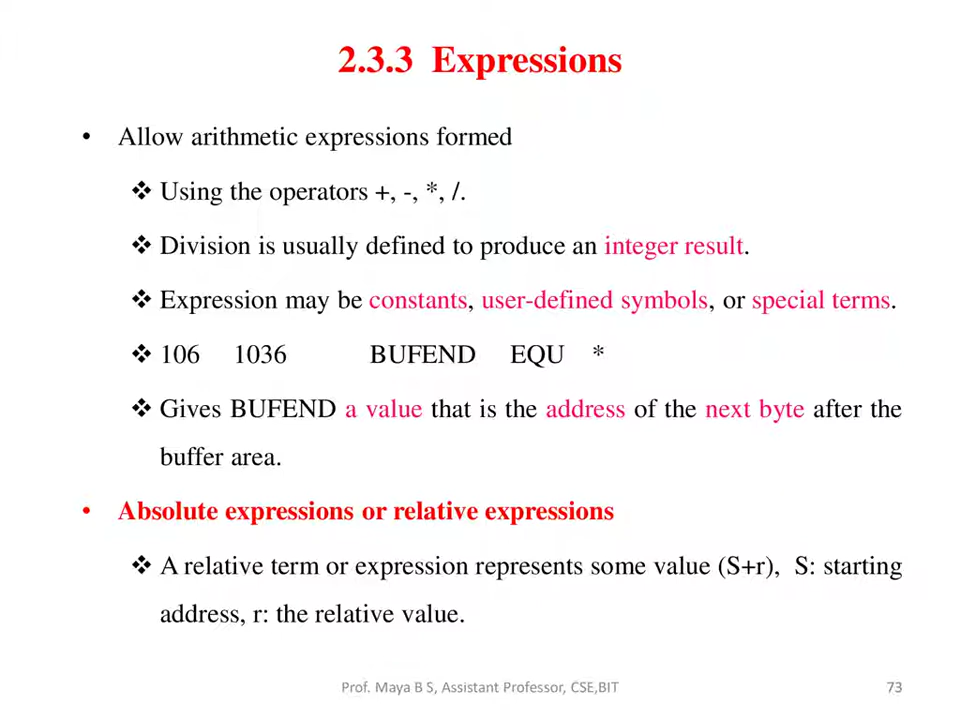 2.3.3 Expressions
• Allow arithmetic expressions formed
❖ Using the operators +, -, *, /.
❖ Division is usually defined to produce an integer result.
❖ Expression may be constants, user-defined symbols, or special terms.
❖ 106 1036 BUFEND EQU *
❖ Gives BUFEND a value that is the address of the next byte after the
buffer area.
• Absolute expressions or relative expressions
❖ A relative term or expression represents some value (S+r), S: starting
address, r: the relative value.
Prof. Maya B S, Assistant Professor, CSE,BIT 73